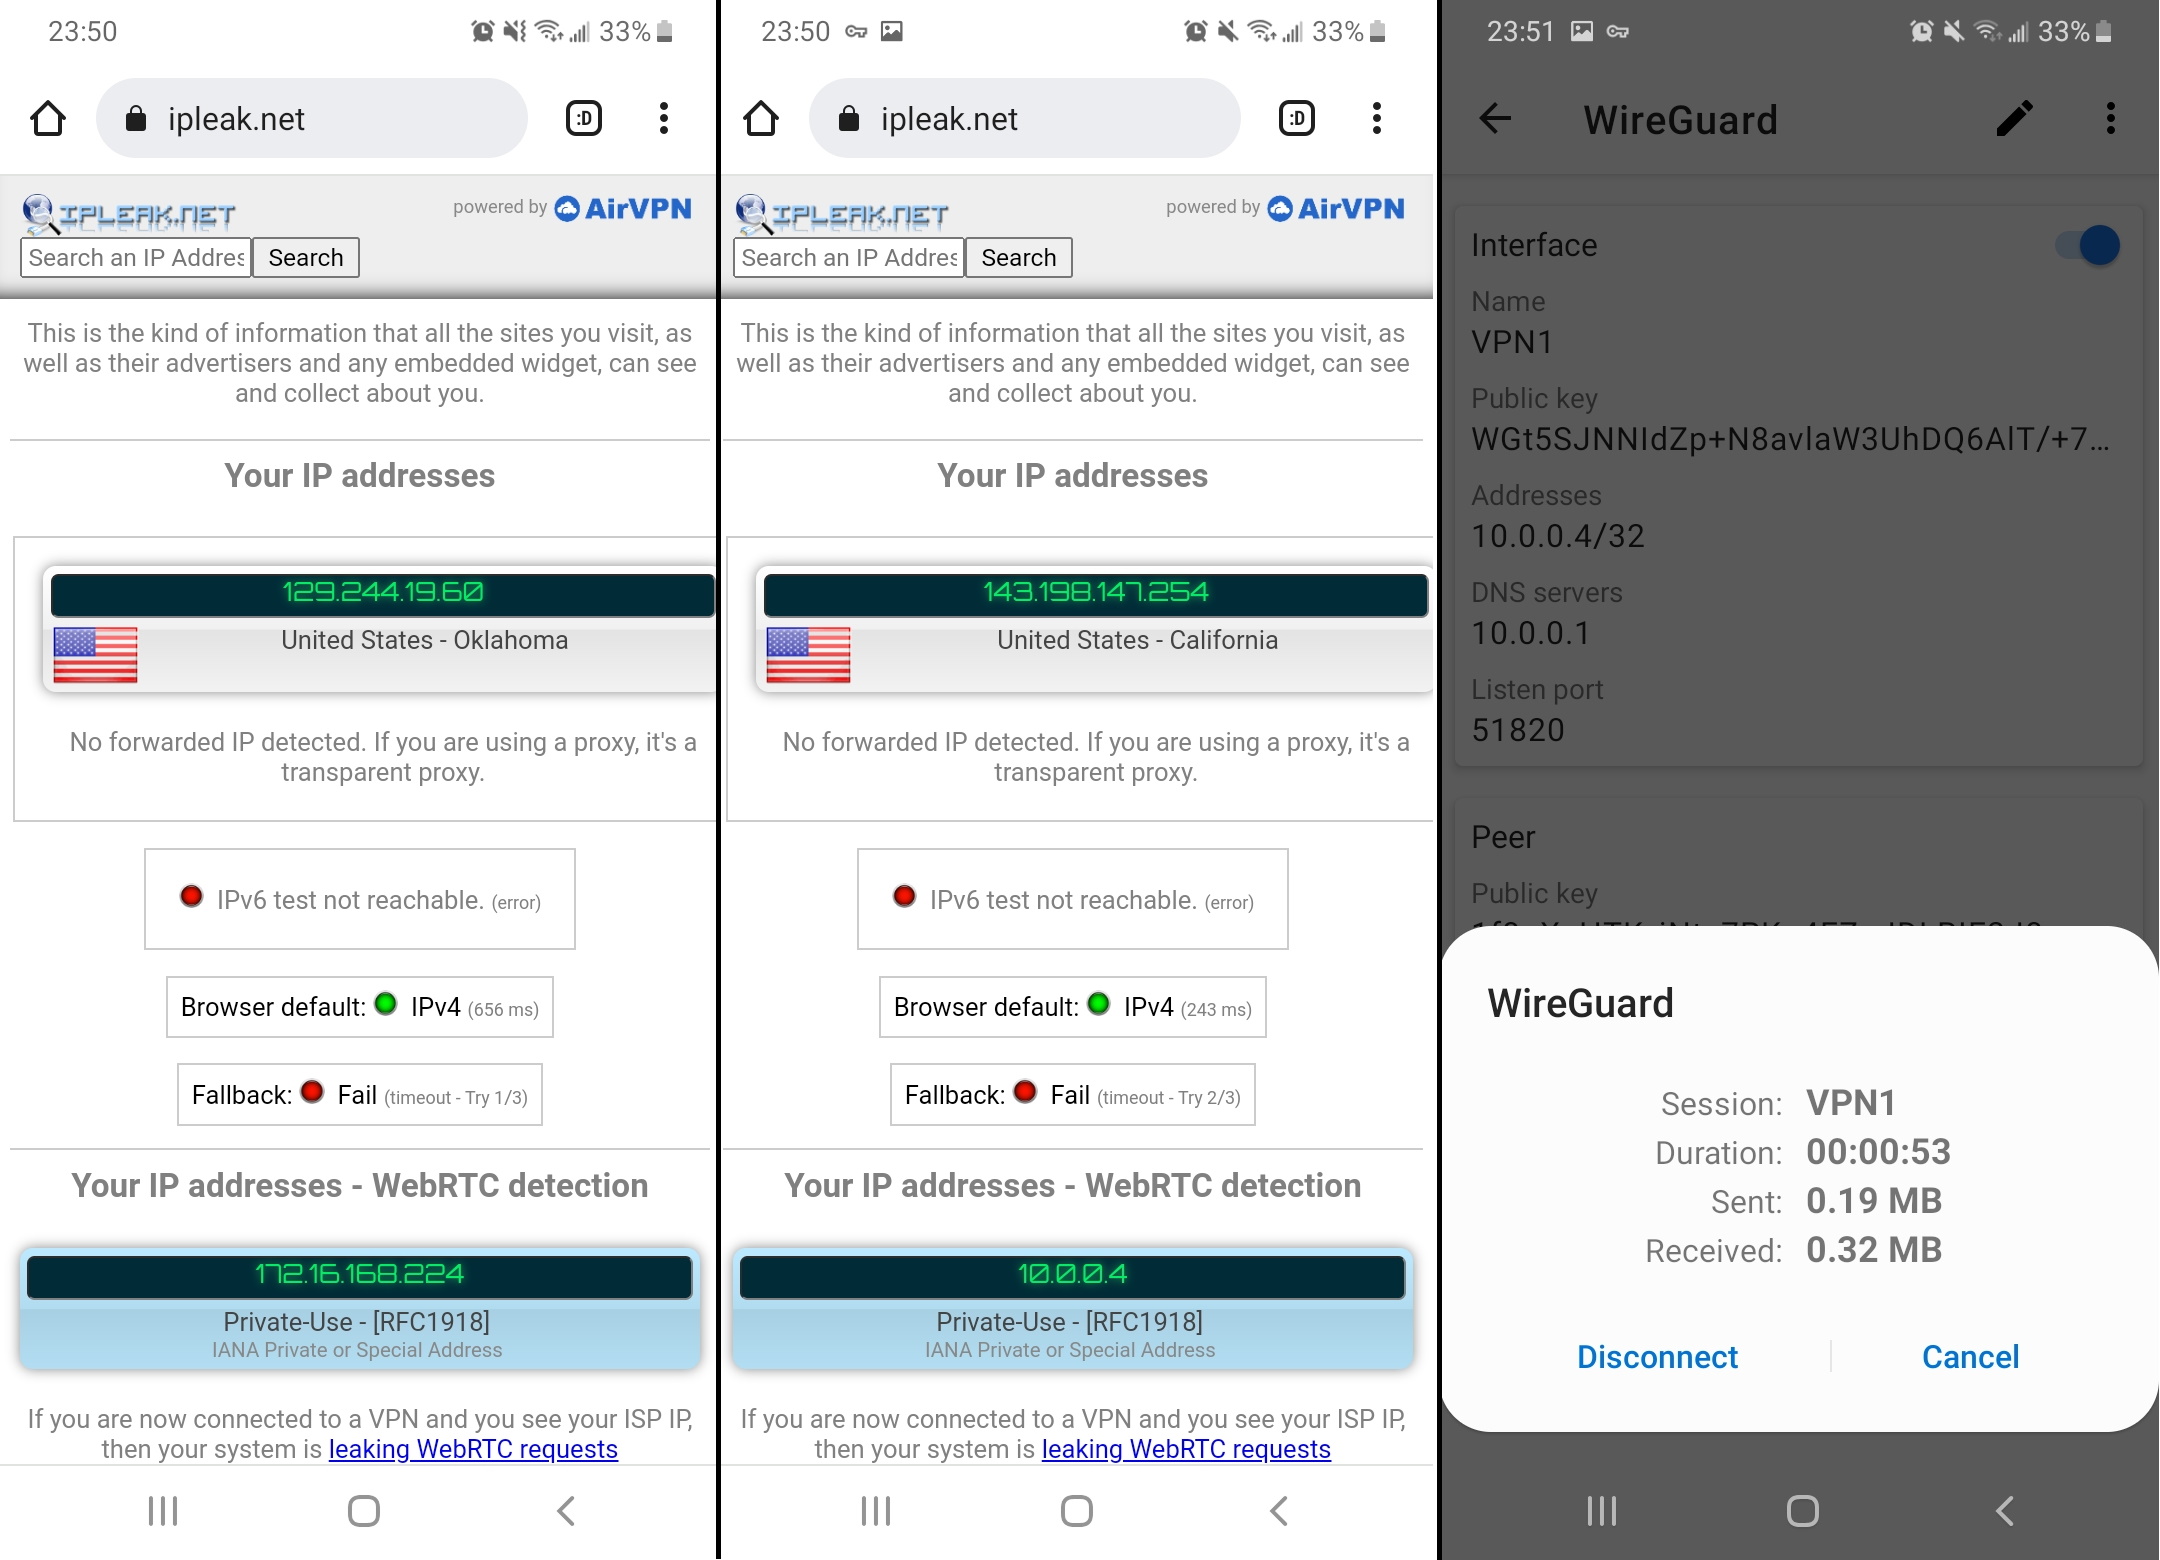 23:50
33%
ipleak.net
:D
IPLEAK.NET
powered by AirVPN
Search an IP Addres
Search
This is the kind of information that all the sites you visit, as
well as their advertisers and any embedded widget, can see
and collect about you.
Your IP addresses
129.244.19.60
United States - Oklahoma
No forwarded IP detected. If you are using a proxy, it's a
transparent proxy.
IPv6 test not reachable. (error)
Browser default: IPv4 (656 ms)
Fallback: Fail (timeout - Try 1/3)
Your IP addresses - WebRTC detection
172.16.168.224
Private-Use - [RFC1918]
IANA Private or Special Address
If you are now connected to a VPN and you see your ISP IP,
then your system is leaking WebRTC requests
23:50
33%
ipleak.net
:D
IPLEAK.NET
powered by AirVPN
Search an IP Addres
Search
This is the kind of information that all the sites you visit, as
well as their advertisers and any embedded widget, can see
and collect about you.
Your IP addresses
143.198.147.254
United States - California
No forwarded IP detected. If you are using a proxy, it's a
transparent proxy.
IPv6 test not reachable. (error)
Browser default: IPv4 (243 ms)
Fallback: Fail (timeout - Try 2/3)
Your IP addresses - WebRTC detection
10.0.0.4
Private-Use - [RFC1918]
IANA Private or Special Address
If you are now connected to a VPN and you see your ISP IP,
then your system is leaking WebRTC requests
23:51
33%
WireGuard
Interface
Name
VPN1
Public key
WGt5SJNNIdZp+N8avlaW3UhDQ6AlT/+7...
Addresses
10.0.0.4/32
DNS servers
10.0.0.1
Listen port
51820
Peer
Public key
WireGuard
Session: VPN1
Duration: 00:00:53
Sent: 0.19 MB
Received: 0.32 MB
Disconnect
Cancel